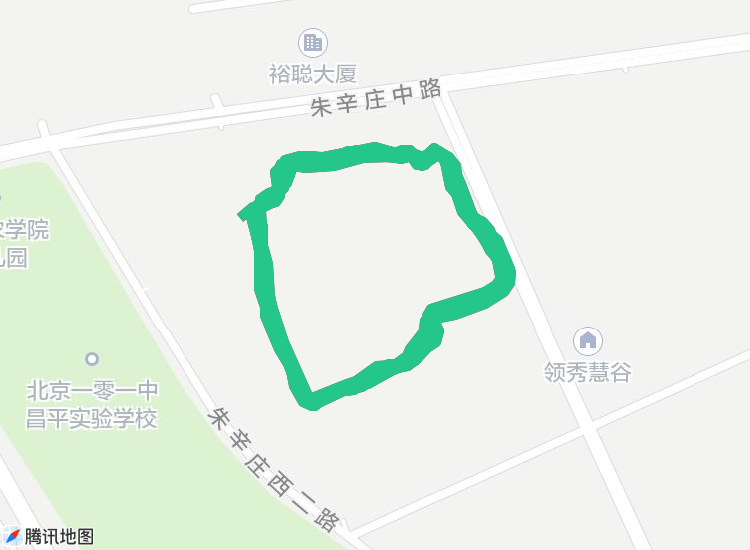 裕聪大厦
朱辛庄中路
学院
园
领秀慧谷
北京一零一中
昌平实验学校
朱辛庄西二路
腾讯地图